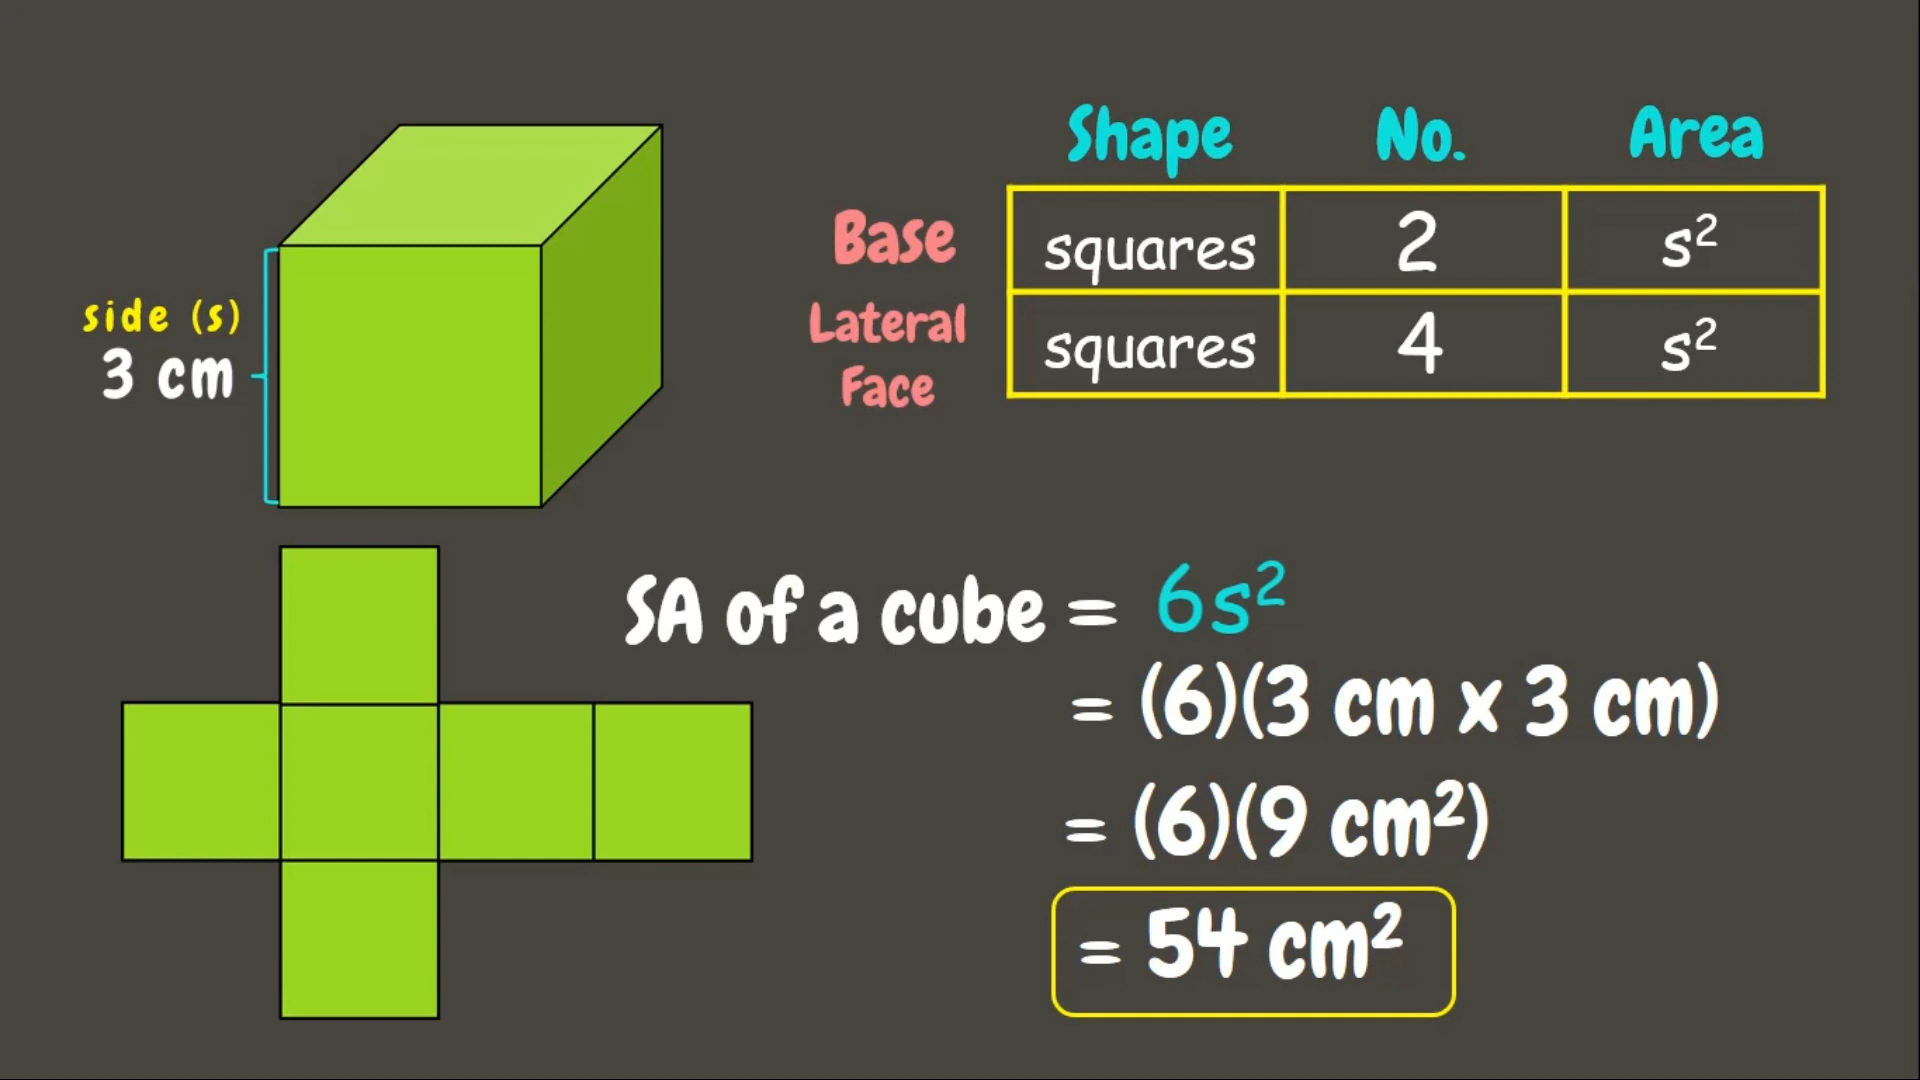 Shape No. Area
Base squares 2 s²
Lateral Face squares 4 s²
side (s)
3 cm
SA of a cube = 6s²
= (6)(3 cm x 3 cm)
= (6)(9 cm²)
= 54 cm²